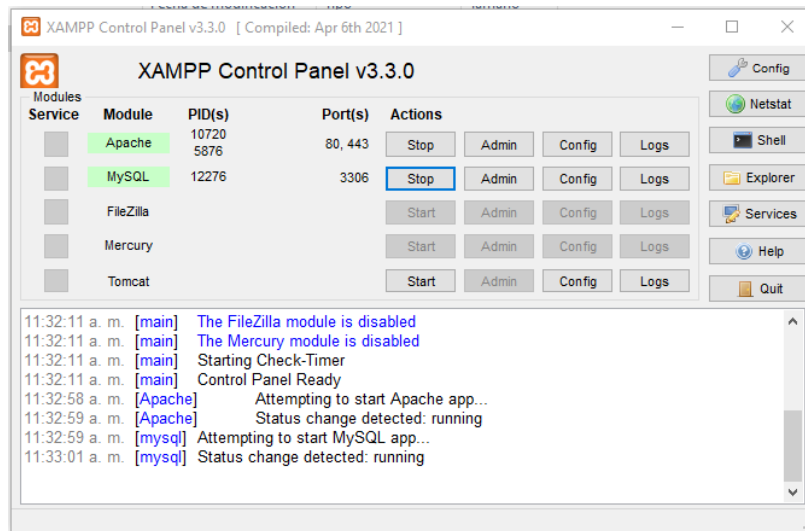 XAMPP Control Panel v3.3.0 [ Compiled: Apr 6th 2021 ]
XAMPP Control Panel v3.3.0
Config
Modules
Netstat
Service Module PID(s) Port(s) Actions
Apache 10720 5876 80, 443 Stop Admin Config Logs
Shell
MySQL 12276 3306 Stop Admin Config Logs
Explorer
FileZilla Start Admin Config Logs
Services
Mercury Start Admin Config Logs
Help
Tomcat Start Admin Config Logs
Quit
11:32:11 a. m. [main] The FileZilla module is disabled
11:32:11 a. m. [main] The Mercury module is disabled
11:32:11 a. m. [main] Starting Check-Timer
11:32:11 a. m. [main] Control Panel Ready
11:32:58 a. m. [Apache] Attempting to start Apache app...
11:32:59 a. m. [Apache] Status change detected: running
11:32:59 a. m. [mysql] Attempting to start MySQL app...
11:33:01 a. m. [mysql] Status change detected: running